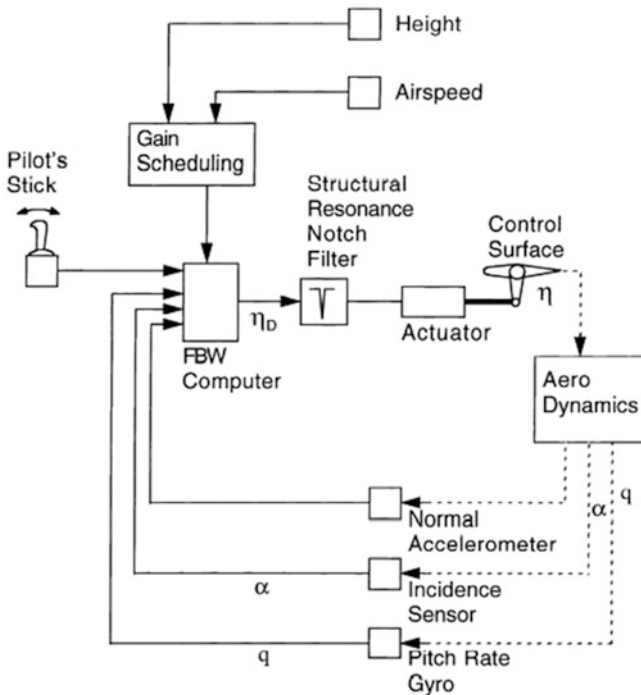 Height
Airspeed
Gain
Scheduling
Pilot's
Stick
Structural
Resonance
Notch
Filter
Control
Surface
η
ηD
Actuator
FBW
Computer
Aero
Dynamics
Normal
Accelerometer
α
q
α
Incidence
Sensor
q
Pitch Rate
Gyro